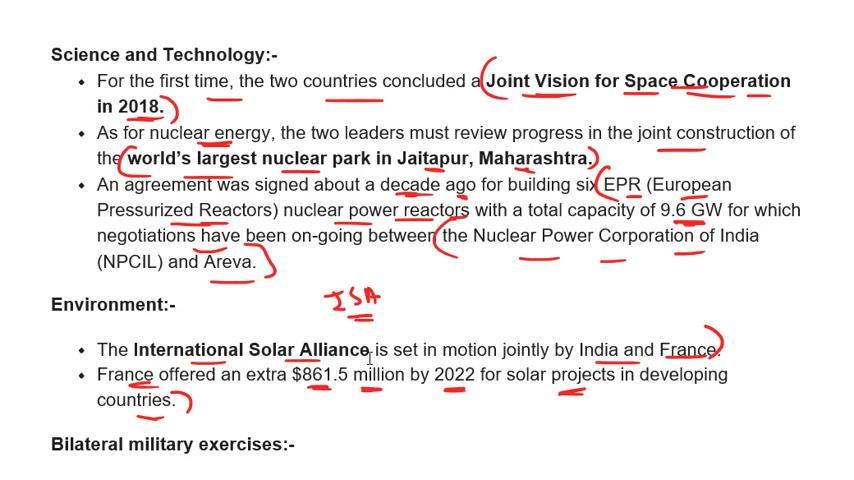 Science and Technology:-
• For the first time, the two countries concluded a Joint Vision for Space Cooperation
in 2018.
• As for nuclear energy, the two leaders must review progress in the joint construction of
the world's largest nuclear park in Jaitapur, Maharashtra.
• An agreement was signed about a decade ago for building six EPR (European
Pressurized Reactors) nuclear power reactors with a total capacity of 9.6 GW for which
negotiations have been on-going between the Nuclear Power Corporation of India
(NPCIL) and Areva.
ISA
Environment:-
• The International Solar Alliance is set in motion jointly by India and France.
• France offered an extra $861.5 million by 2022 for solar projects in developing
countries.
Bilateral military exercises:-